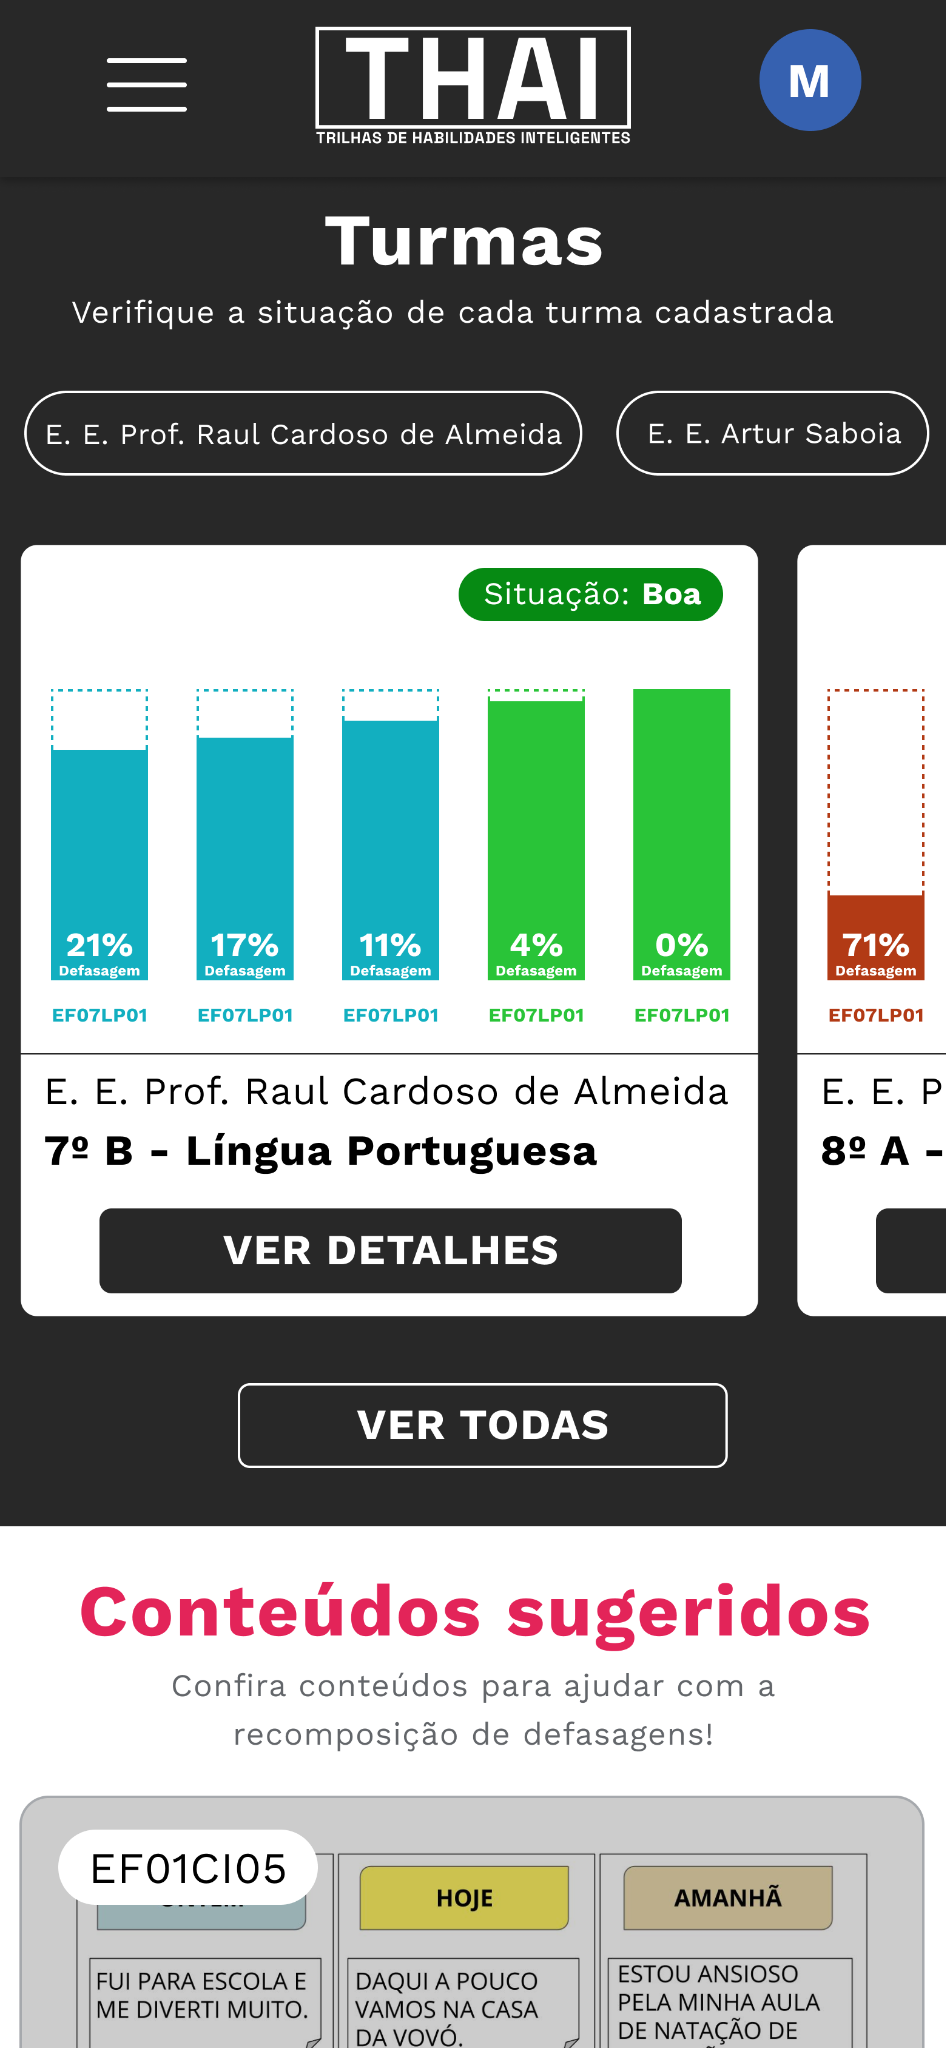 THAI
TRILHAS DE HABILIDADES INTELIGENTES
M
Turmas
Verifique a situação de cada turma cadastrada
E. E. Prof. Raul Cardoso de Almeida
E. E. Artur Saboia
Situação: Boa
21%
Defasagem
EF07LP01
17%
Defasagem
EF07LP01
11%
Defasagem
EF07LP01
4%
Defasagem
EF07LP01
0%
Defasagem
EF07LP01
E. E. Prof. Raul Cardoso de Almeida
7º B - Língua Portuguesa
VER DETALHES
71%
Defasagem
EF07LP01
E. E. P
8º A -
VER TODAS
Conteúdos sugeridos
Confira conteúdos para ajudar com a
recomposição de defasagens!
EF01CI05
HOJE
AMANHÃ
FUI PARA ESCOLA E
ME DIVERTI MUITO.
DAQUI A POUCO
VAMOS NA CASA
DA VOVÓ.
ESTOU ANSIOSO
PELA MINHA AULA
DE NATAÇÃO DE